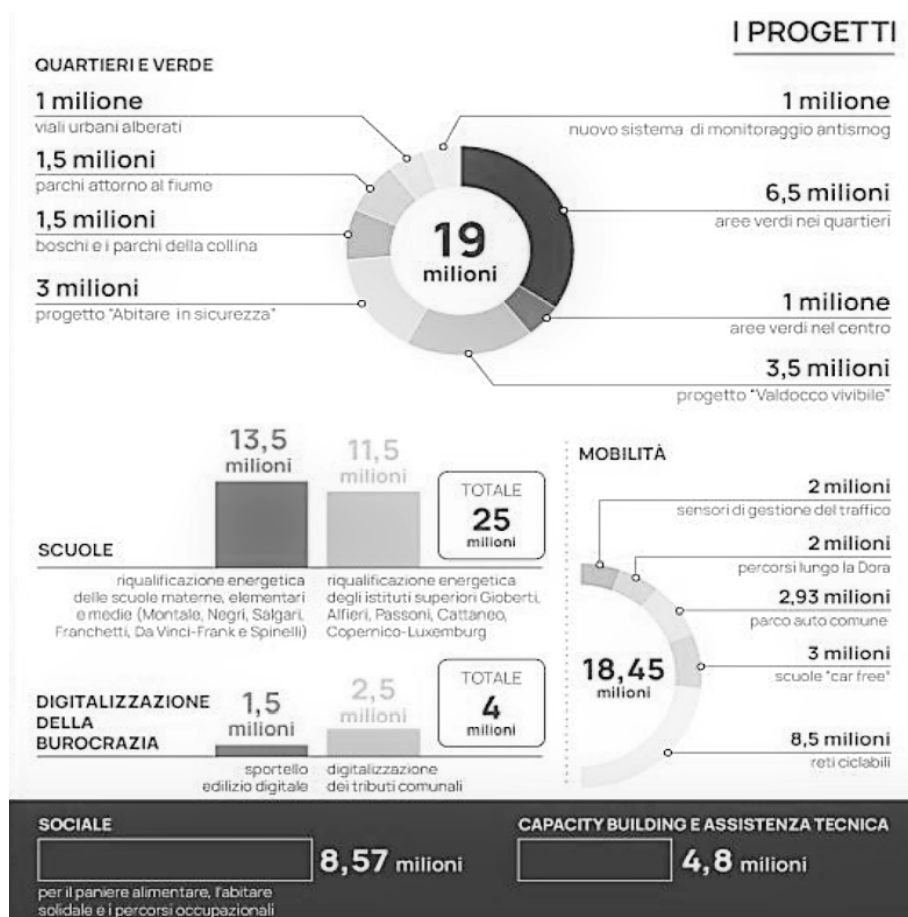 I PROGETTI
QUARTIERI E VERDE
1 milione
viali urbani alberati
1,5 milioni
parchi attorno al fiume
1,5 milioni
boschi e i parchi della collina
3 milioni
progetto "Abitare in sicurezza"
19
milioni
1 milione
nuovo sistema di monitoraggio antismog
6,5 milioni
aree verdi nei quartieri
1 milione
aree verdi nel centro
3,5 milioni
progetto "Valdocco vivibile"
SCUOLE
13,5
milioni
riqualificazione energetica
delle scuole materne, elementari
e medie (Montale, Negri, Salgari,
Franchetti, Da Vinci-Frank e Spinelli)
11,5
milioni
riqualificazione energetica
degli istituti superiori Gioberti,
Alfieri, Passoni, Cattaneo,
Copernico-Luxemburg
TOTALE
25
milioni
DIGITALIZZAZIONE
DELLA
BUROCRAZIA
1,5
milioni
sportello
edilizio digitale
2,5
milioni
digitalizzazione
dei tributi comunali
TOTALE
4
milioni
MOBILITÀ
18,45
milioni
2 milioni
sensori di gestione del traffico
2 milioni
percorsi lungo la Dora
2,93 milioni
parco auto comune
3 milioni
scuole "car free"
8,5 milioni
reti ciclabili
SOCIALE
8,57 milioni
per il paniere alimentare, l'abitare
solidale e i percorsi occupazionali
CAPACITY BUILDING E ASSISTENZA TECNICA
4,8 milioni